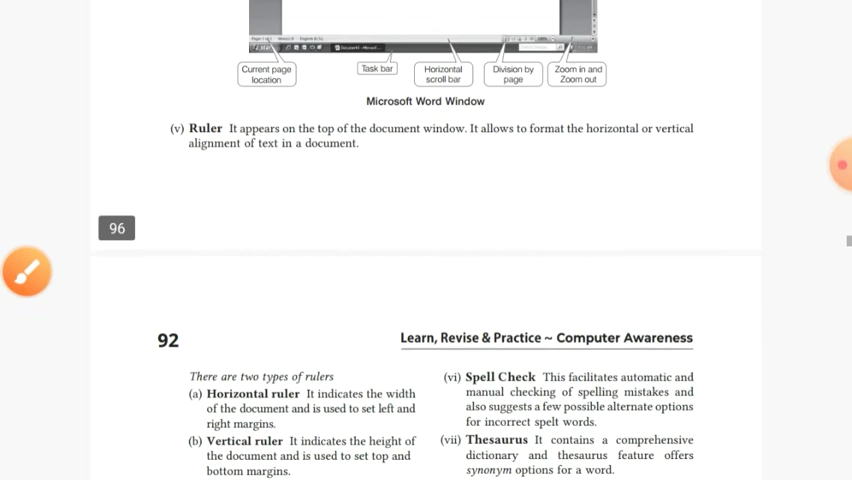 Current page
location
Task bar
Horizontal
scroll bar
Division by
page
Zoom in and
Zoom out
Microsoft Word Window
(v) Ruler It appears on the top of the document window. It allows to format the horizontal or vertical
alignment of text in a document.
96
92
Learn, Revise & Practice ~ Computer Awareness
There are two types of rulers
(a) Horizontal ruler It indicates the width
of the document and is used to set left and
right margins.
(b) Vertical ruler It indicates the height of
the document and is used to set top and
bottom margins.
(vi) Spell Check This facilitates automatic and
manual checking of spelling mistakes and
also suggests a few possible alternate options
for incorrect spelt words.
(vii) Thesaurus It contains a comprehensive
dictionary and thesaurus feature offers
synonym options for a word.